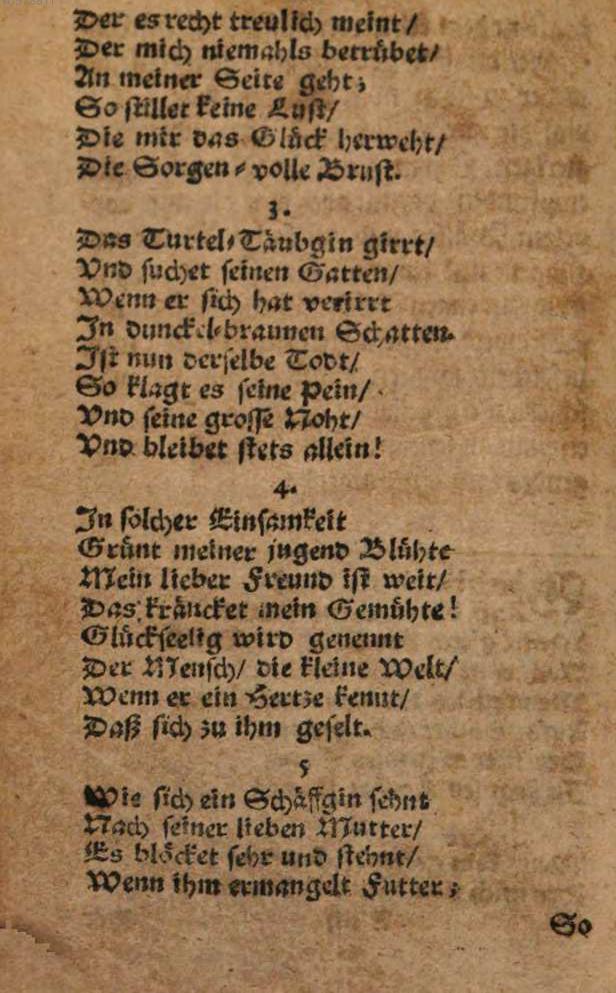 Der es recht treulich meint/
Der mich niemahls betrübet/
An meiner Seite geht;
So stillet keine Lust/
Die mir das Glück herweht/
Die Sorgen-volle Brust.
3.
Das Turtel-Täubgin girrt/
Vnd suchet seinen Gatten/
Wenn er sich hat verirrt
In dunckel-braunen Schatten.
Ist nun derselbe Todt/
So klagt es seine Pein/
Vnd seine grosse Noht/
Vnd bleibet stets allein!
4.
In solcher Einsamkeit
Grünt meiner jugend Blühte
Mein lieber Freund ist weit/
Das kräncket mein Gemühte!
Glückseelig wird genennt
Der Mensch/ die kleine Welt/
Wenn er ein Hertze kennt/
Daß sich zu ihm geselt.
5
Wie sich ein Schäffgin sehnt
Nach seiner lieben Mutter/
Es blöcket sehr und stehnt/
Wenn ihm ermangelt Futter;
So